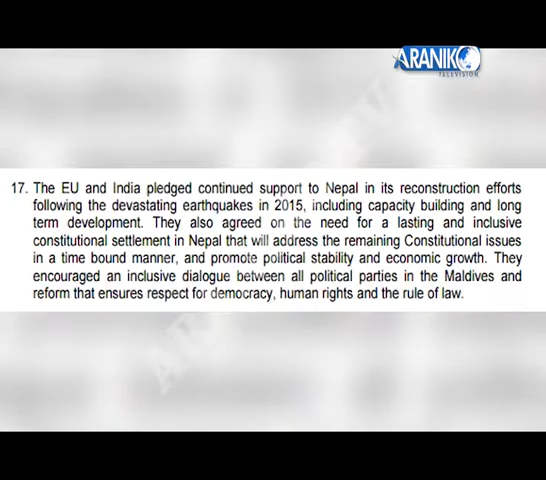 ARANIKO
TELEVISION
17. The EU and India pledged continued support to Nepal in its reconstruction efforts
following the devastating earthquakes in 2015, including capacity building and long
term development. They also agreed on the need for a lasting and inclusive
constitutional settlement in Nepal that will address the remaining Constitutional issues
in a time bound manner, and promote political stability and economic growth. They
encouraged an inclusive dialogue between all political parties in the Maldives and
reform that ensures respect for democracy, human rights and the rule of law.